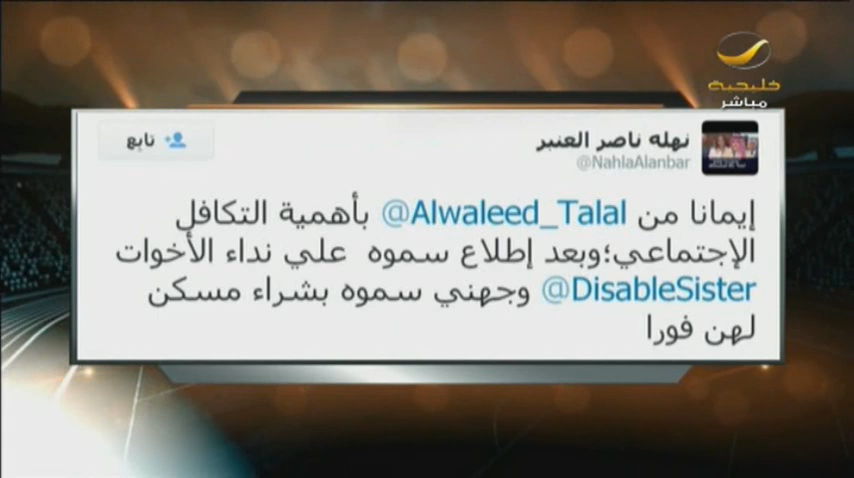 خليجية
مباشر
نهله ناصر العنبر
@NahlaAlanbar
تابع
إيمانا من @Alwaleed_Talal بأهمية التكافل
الإجتماعي؛وبعد إطلاع سموه علي نداء الأخوات
@DisableSister وجهني سموه بشراء مسكن
لهن فورا